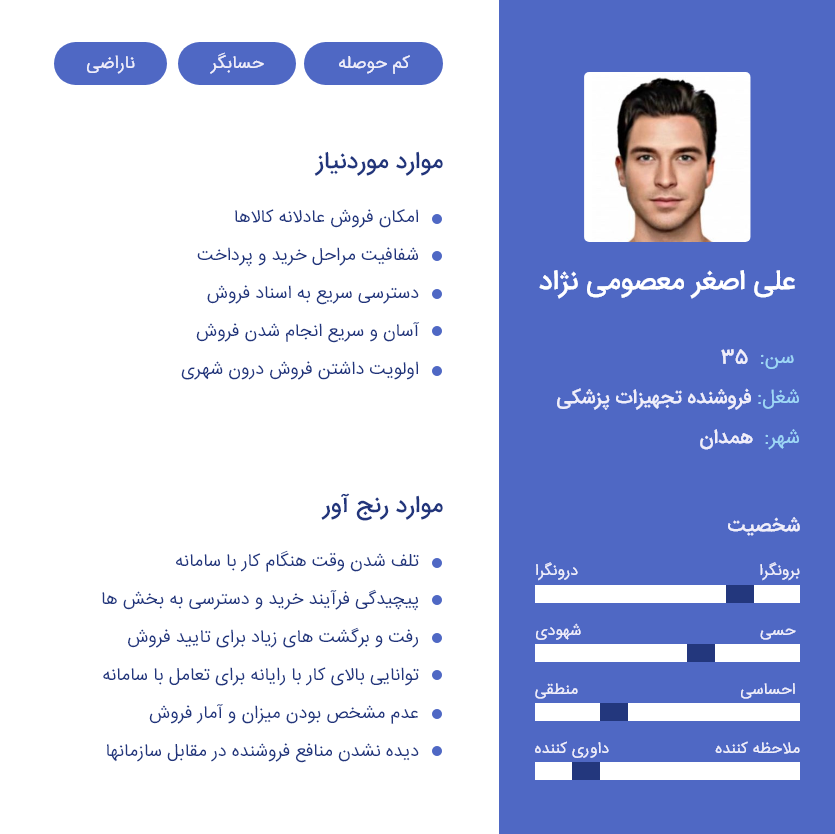 کم حوصله
حسابگر
ناراضی
علی اصغر معصومی نژاد
سن: ۳۵
شغل: فروشنده تجهیزات پزشکی
شهر: همدان
شخصیت
برونگرا درونگرا
حسی شهودی
احساسی منطقی
ملاحظه کننده داوری کننده
موارد موردنیاز
امکان فروش عادلانه کالاها
شفافیت مراحل خرید و پرداخت
دسترسی سریع به اسناد فروش
آسان و سریع انجام شدن فروش
اولویت داشتن فروش درون شهری
موارد رنج آور
تلف شدن وقت هنگام کار با سامانه
پیچیدگی فرآیند خرید و دسترسی به بخش ها
رفت و برگشت های زیاد برای تایید فروش
توانایی بالای کار با رایانه برای تعامل با سامانه
عدم مشخص بودن میزان و آمار فروش
دیده نشدن منافع فروشنده در مقابل سازمانها